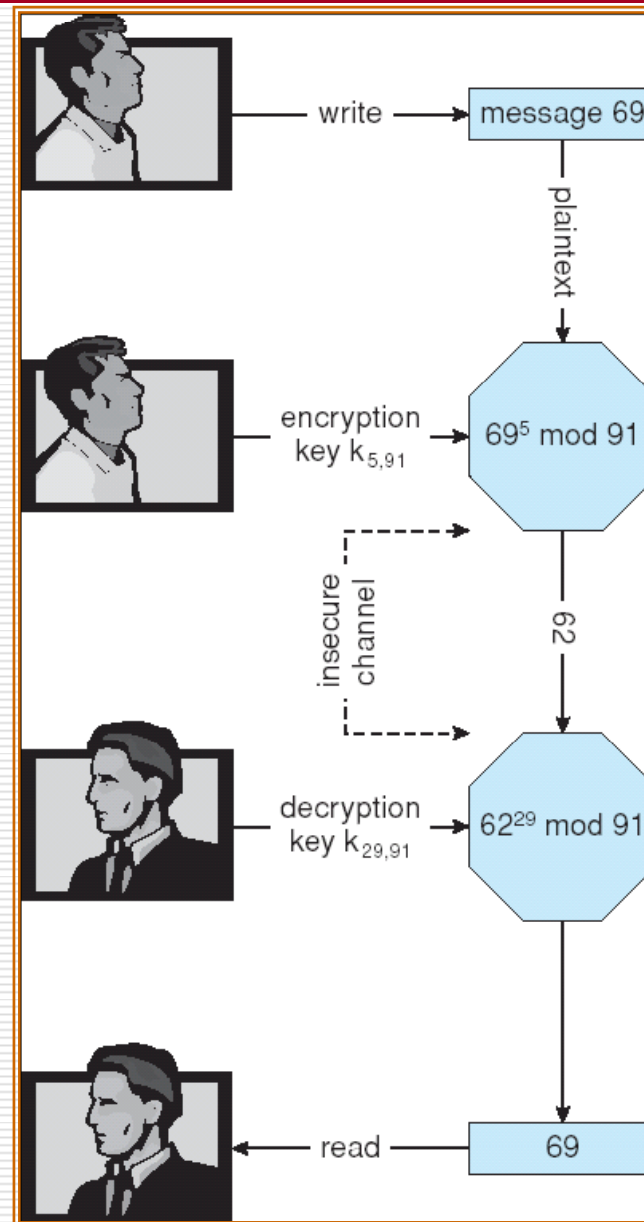 write
message 69
plaintext
encryption
key k₅,₉₁
69⁵ mod 91
insecure
channel
62
decryption
key k₂₉,₉₁
62²⁹ mod 91
read
69